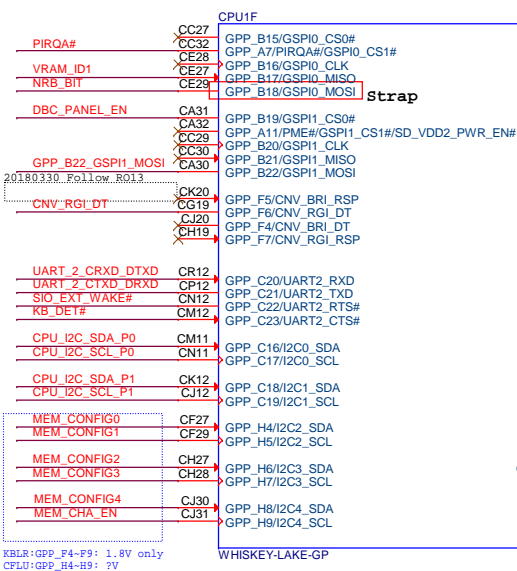 CPU1F
CC27 GPP_B15/GSPI0_CS0#
PIRQA# CC32 GPP_A7/PIRQA#/GSPI0_CS1#
CE28 GPP_B16/GSPI0_CLK
VRAM_ID1 CE27 GPP_B17/GSPI0_MISO
NRB_BIT CE29 GPP_B18/GSPI0_MOSI Strap
DBC_PANEL_EN CA31 GPP_B19/GSPI1_CS0#
CA32 GPP_A11/PME#/GSPI1_CS1#/SD_VDD2_PWR_EN#
CC29 GPP_B20/GSPI1_CLK
CC30 GPP_B21/GSPI1_MISO
GPP_B22_GSPI1_MOSI CA30 GPP_B22/GSPI1_MOSI
20180330 Follow RO13
CK20 GPP_F5/CNV_BRI_RSP
CNV_RGI_DT CG19 GPP_F6/CNV_RGI_DT
CJ20 GPP_F4/CNV_BRI_DT
CH19 GPP_F7/CNV_RGI_RSP
UART_2_CRXD_DTXD CR12 GPP_C20/UART2_RXD
UART_2_CTXD_DRXD CP12 GPP_C21/UART2_TXD
SIO_EXT_WAKE# CN12 GPP_C22/UART2_RTS#
KB_DET# CM12 GPP_C23/UART2_CTS#
CPU_I2C_SDA_P0 CM11 GPP_C16/I2C0_SDA
CPU_I2C_SCL_P0 CN11 GPP_C17/I2C0_SCL
CPU_I2C_SDA_P1 CK12 GPP_C18/I2C1_SDA
CPU_I2C_SCL_P1 CJ12 GPP_C19/I2C1_SCL
MEM_CONFIG0 CF27 GPP_H4/I2C2_SDA
MEM_CONFIG1 CF29 GPP_H5/I2C2_SCL
MEM_CONFIG2 CH27 GPP_H6/I2C3_SDA
MEM_CONFIG3 CH28 GPP_H7/I2C3_SCL
MEM_CONFIG4 CJ30 GPP_H8/I2C4_SDA
MEM_CHA_EN CJ31 GPP_H9/I2C4_SCL
KBLR:GPP_F4~F9: 1.8V only
CFLU:GPP_H4~H9: ?V
WHISKEY-LAKE-GP